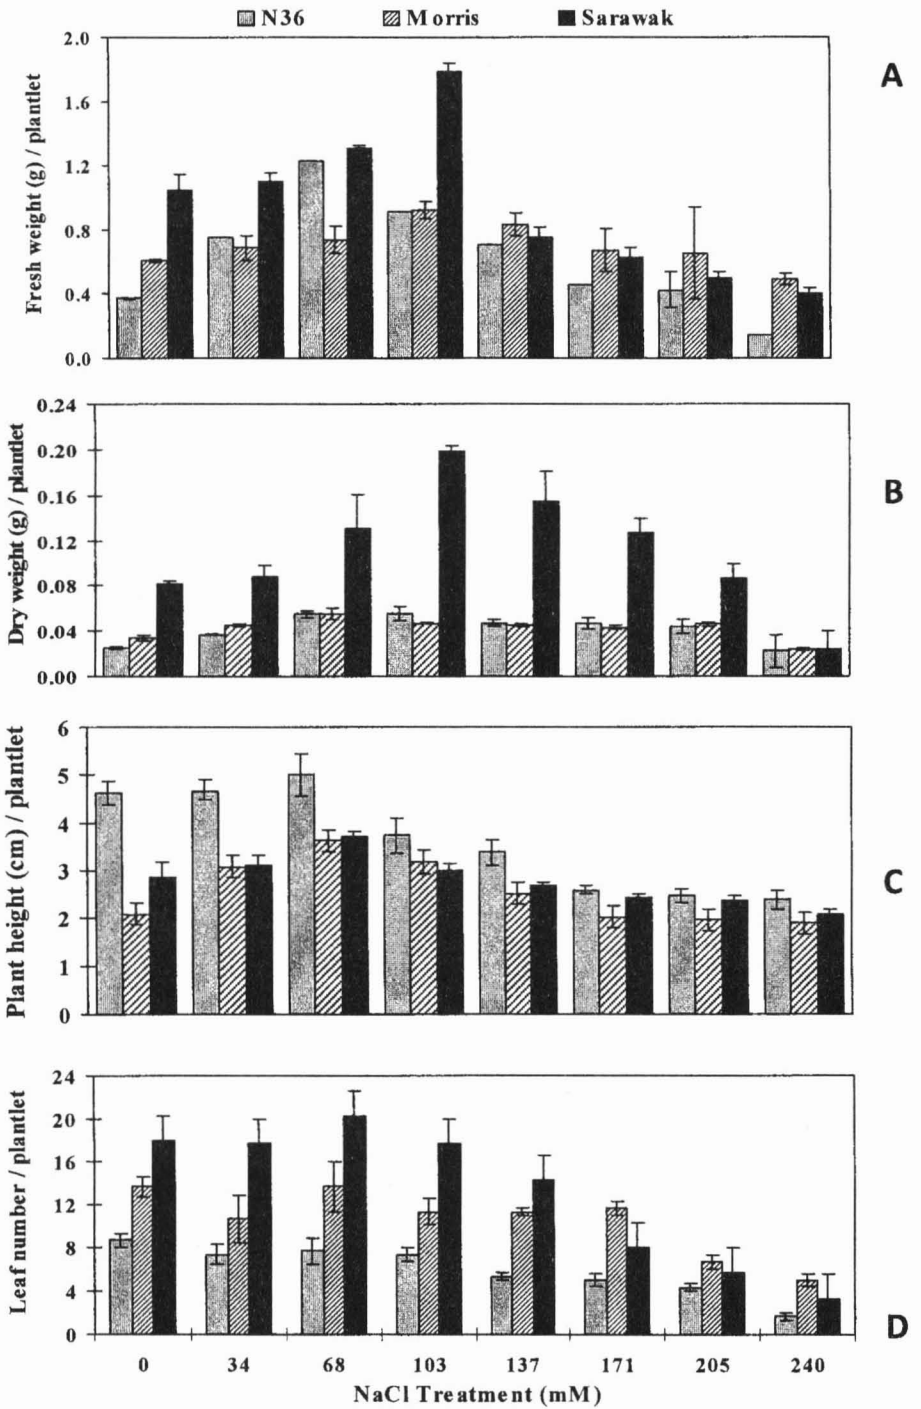 N36 Morris Sarawak
2.0
1.6
1.2
0.8
0.4
0.0
Fresh weight (g) / plantlet
A
0.24
0.20
0.16
0.12
0.08
0.04
0.00
Dry weight (g) / plantlet
B
6
5
4
3
2
1
0
Plant height (cm) / plantlet
C
24
20
16
12
8
4
0
Leaf number / plantlet
D
0 34 68 103 137 171 205 240
NaCl Treatment (mM)